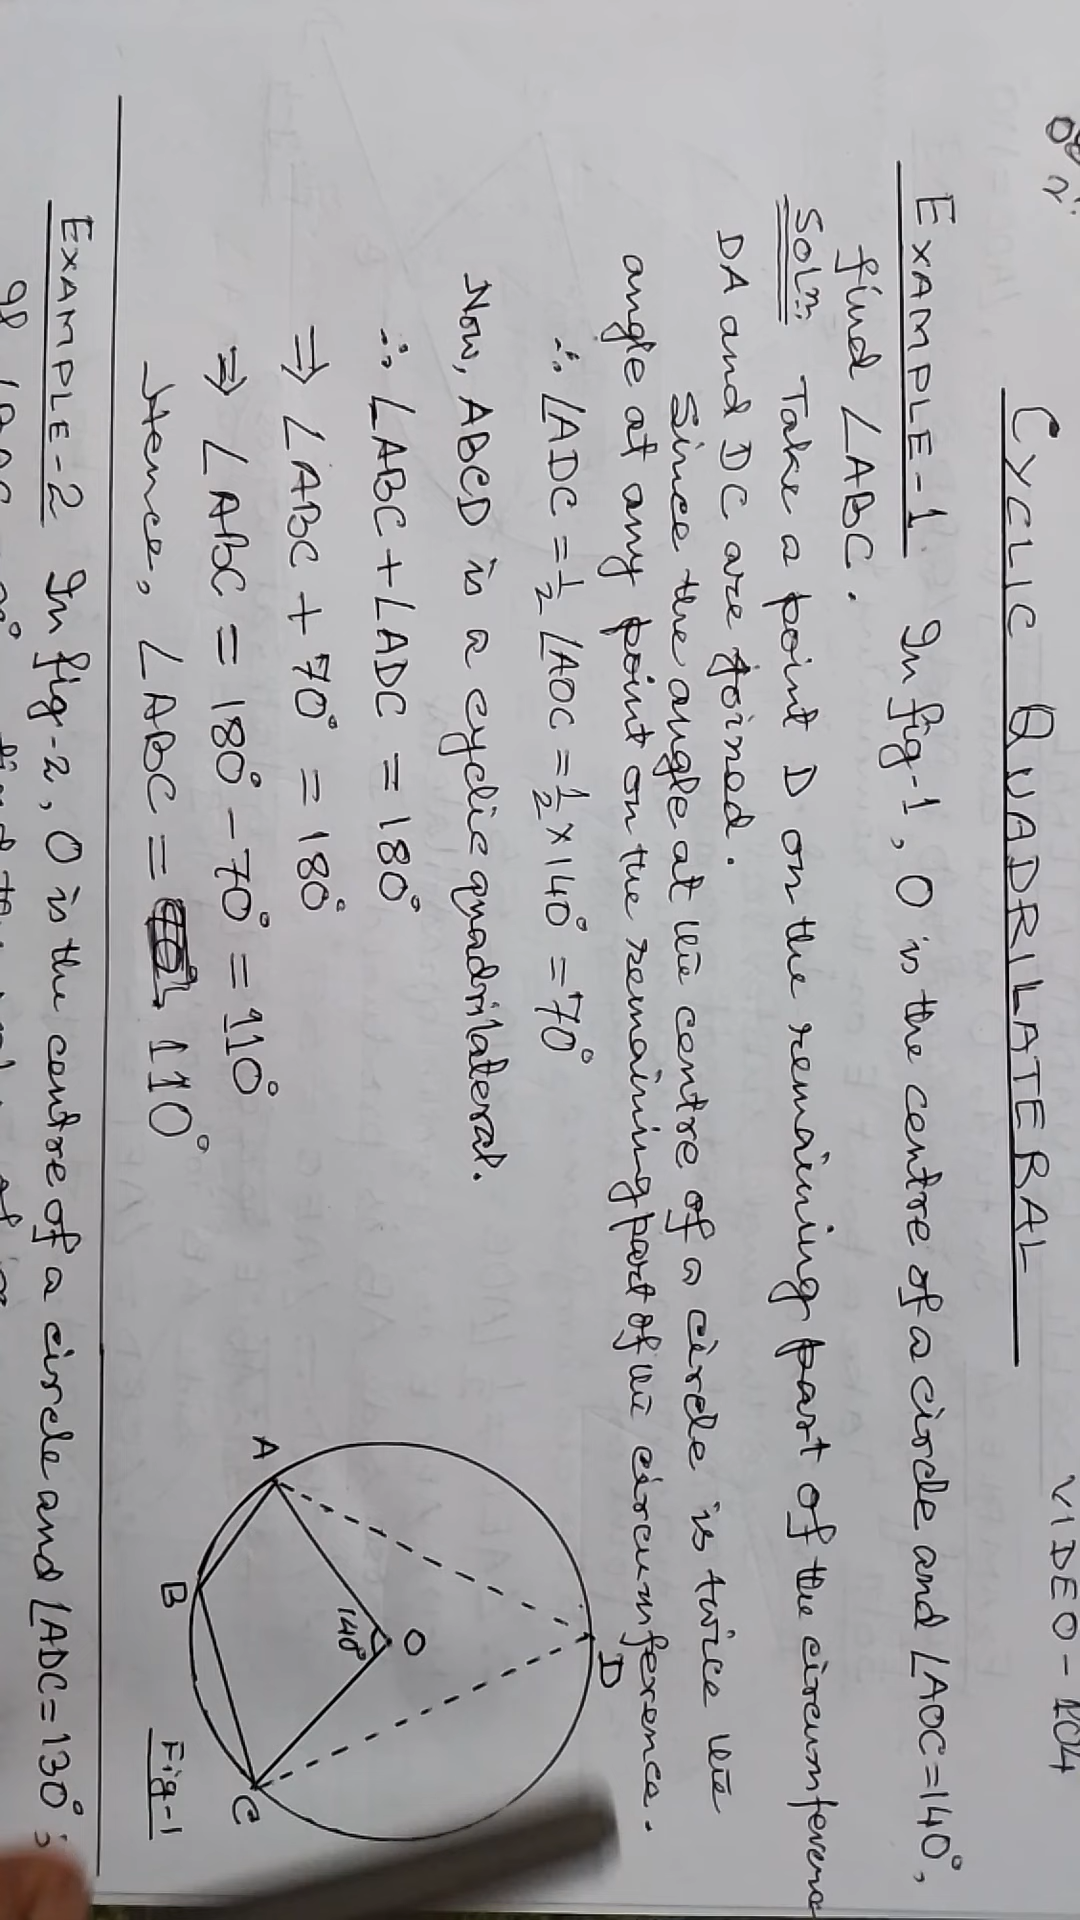 CYCLIC QUADRILATERAL
VIDEO-104
EXAMPLE-1 In fig-1, O is the centre of a circle and ∠AOC=140°,
find ∠ABC.
Soln: Take a point D on the remaining part of the circumference
DA and DC are joined.
Since the angle at the centre of a circle is twice the
angle at any point on the remaining part of the circumference.
∴ ∠ADC = 1/2 ∠AOC = 1/2 × 140° = 70°
Now, ABCD is a cyclic quadrilateral.
∴ ∠ABC + ∠ADC = 180°
⇒ ∠ABC + 70° = 180°
⇒ ∠ABC = 180° - 70° = 110°
Hence, ∠ABC = 110°
D
O
140°
A
B
C
Fig-1
EXAMPLE-2 In fig-2, O is the centre of a circle and ∠ADC=130°;